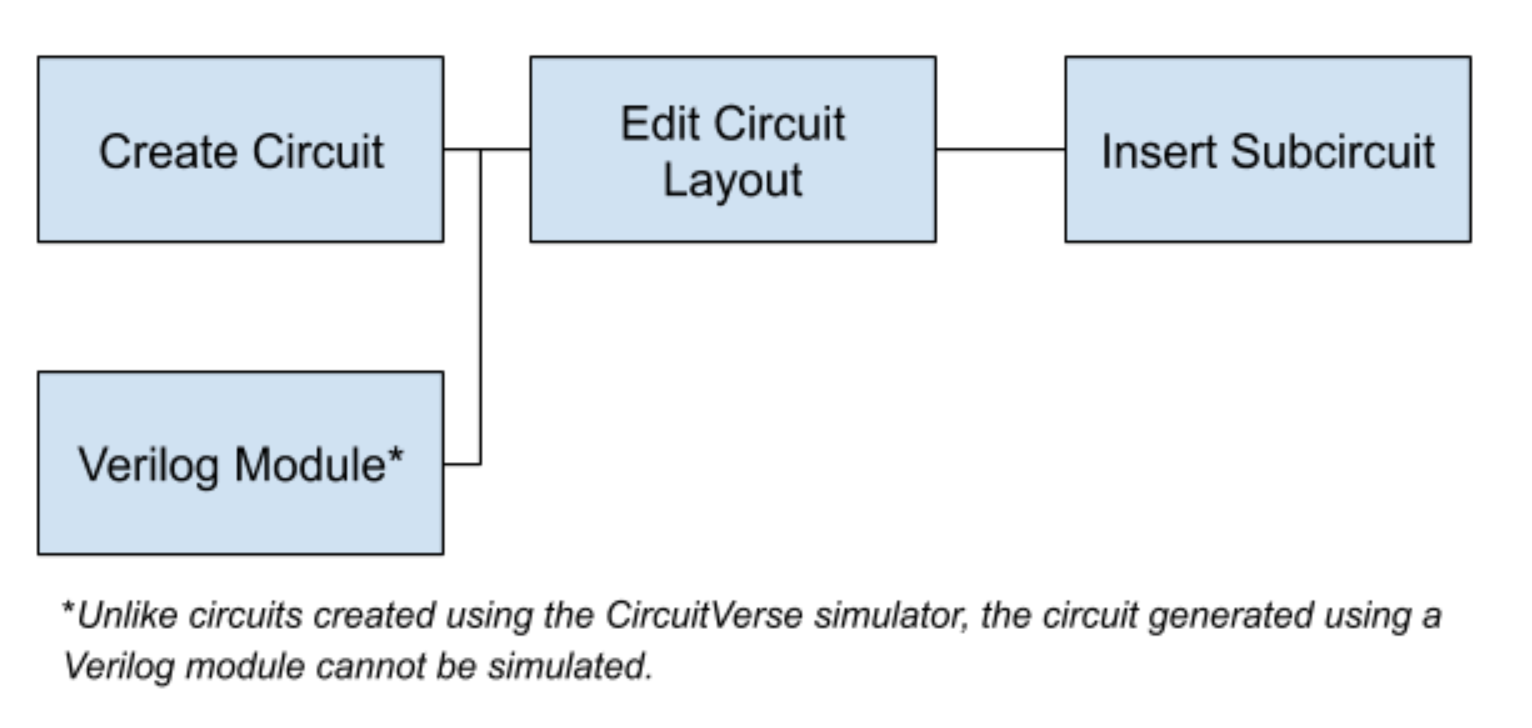 Create Circuit
Edit Circuit
Layout
Insert Subcircuit
Verilog Module*
*Unlike circuits created using the CircuitVerse simulator, the circuit generated using a
Verilog module cannot be simulated.